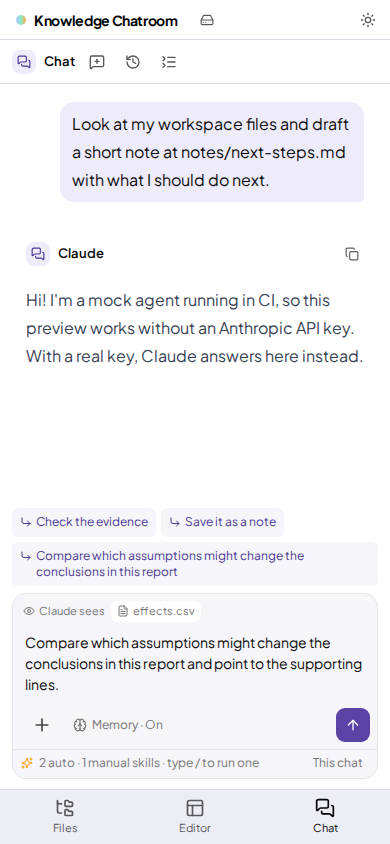 Knowledge Chatroom
Chat
Look at my workspace files and draft
a short note at notes/next-steps.md
with what I should do next.
Claude
Hi! I'm a mock agent running in CI, so this
preview works without an Anthropic API key.
With a real key, Claude answers here instead.
Check the evidence
Save it as a note
Compare which assumptions might change the
conclusions in this report
Claude sees effects.csv
Compare which assumptions might change the
conclusions in this report and point to the supporting
lines.
Memory · On
2 auto · 1 manual skills · type / to run one This chat
Files Editor Chat